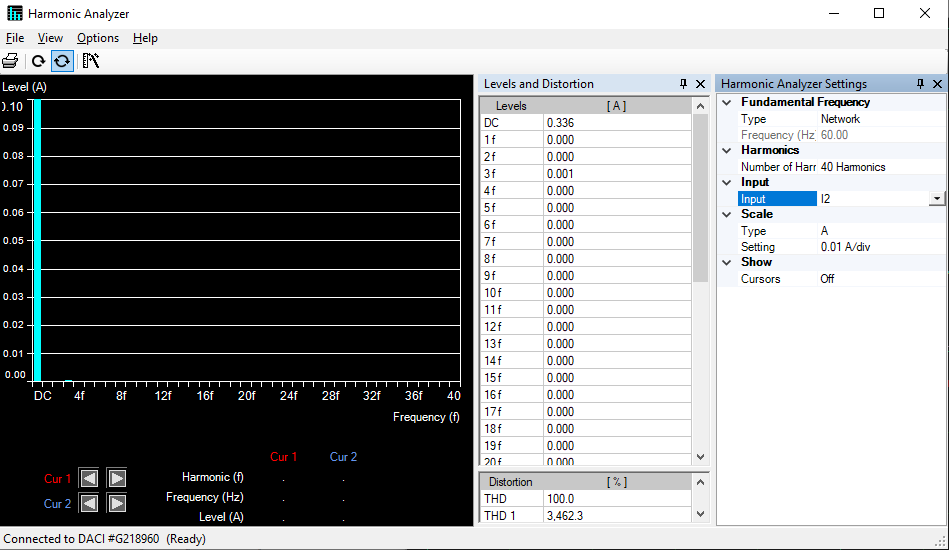 Harmonic Analyzer
File View Options Help
Level (A)
0.10
0.09
0.08
0.07
0.06
0.05
0.04
0.03
0.02
0.01
0.00
DC 4f 8f 12f 16f 20f 24f 28f 32f 36f 40
Frequency (f)
Cur 1 Cur 2
Cur 1 Harmonic (f) . .
Frequency (Hz) . .
Cur 2
Level (A) . .
Levels and Distortion
Levels [ A ]
DC 0.336
1 f 0.000
2 f 0.000
3 f 0.001
4 f 0.000
5 f 0.000
6 f 0.000
7 f 0.000
8 f 0.000
9 f 0.000
10 f 0.000
11 f 0.000
12 f 0.000
13 f 0.000
14 f 0.000
15 f 0.000
16 f 0.000
17 f 0.000
18 f 0.000
19 f 0.000
20 f 0.000
Distortion [ % ]
THD 100.0
THD 1 3,462.3
Harmonic Analyzer Settings
Fundamental Frequency
Type Network
Frequency (Hz 60.00
Harmonics
Number of Harr 40 Harmonics
Input
Input I2
Scale
Type A
Setting 0.01 A/div
Show
Cursors Off
Connected to DACI #G218960 (Ready)